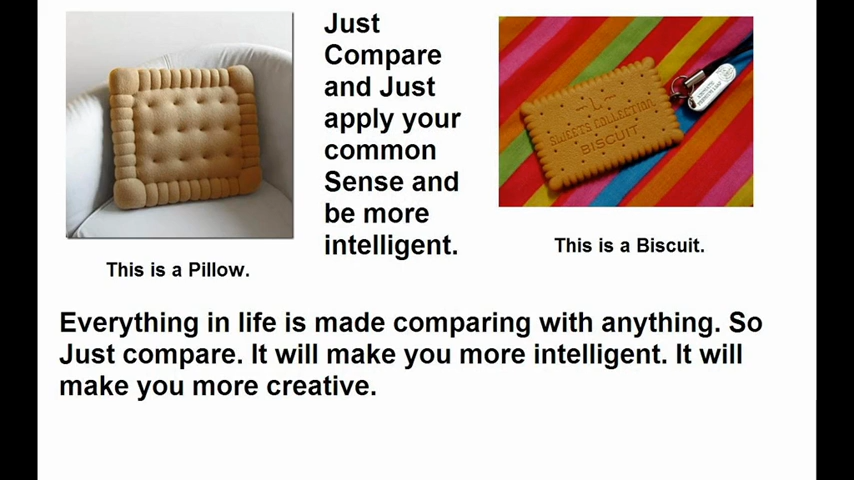 Just
Compare
and Just
apply your
common
Sense and
be more
intelligent.
SWEETS COLLECTION
BISCUIT
This is a Pillow.
This is a Biscuit.
Everything in life is made comparing with anything. So
Just compare. It will make you more intelligent. It will
make you more creative.